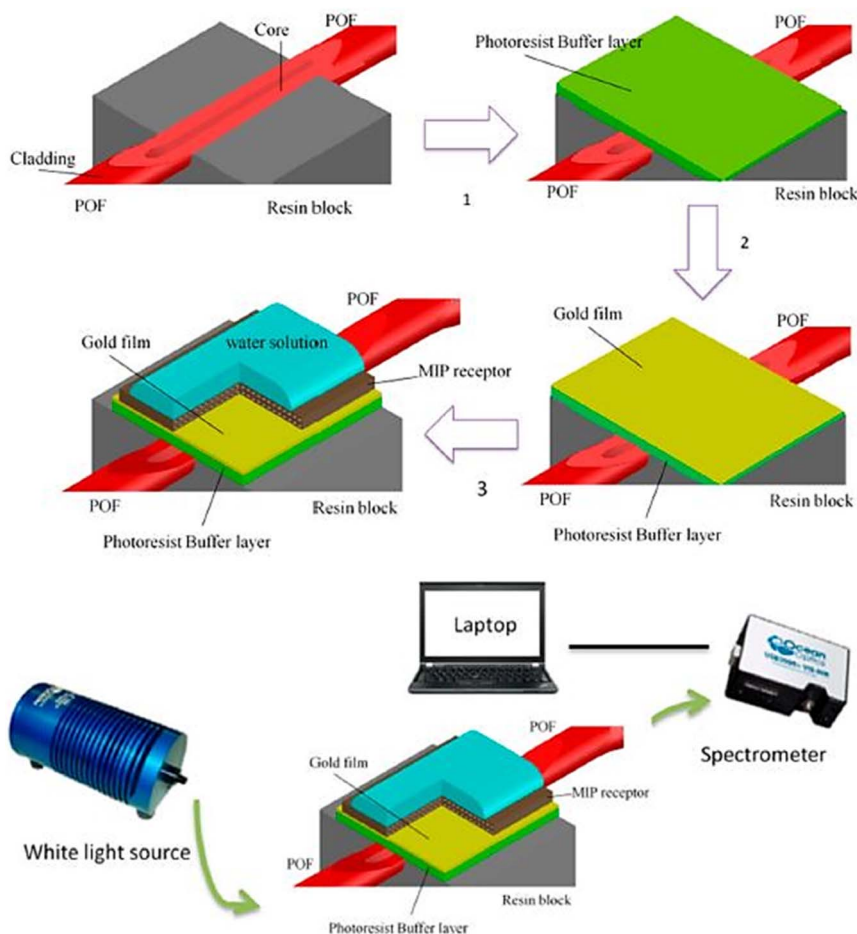 POF
Core
Cladding
POF
Resin block
1
Photoresist Buffer layer
POF
POF
Resin block
2
POF
Gold film
water solution
MIP receptor
POF
Resin block
Photoresist Buffer layer
3
Gold film
POF
POF
Resin block
Photoresist Buffer layer
Laptop
Ocean
Optics
Spectrometer
White light source
POF
Gold film
MIP receptor
POF
Resin block
Photoresist Buffer layer